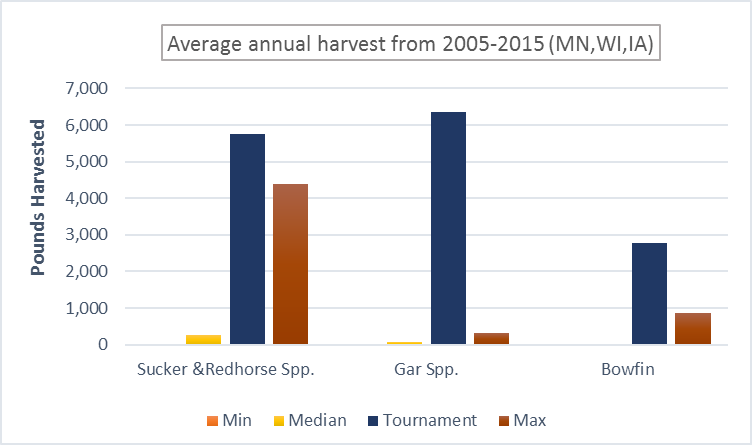 Average annual harvest from 2005-2015 (MN,WI,IA)
Pounds Harvested
7,000
6,000
5,000
4,000
3,000
2,000
1,000
0
Sucker &Redhorse Spp. Gar Spp. Bowfin
Min Median Tournament Max